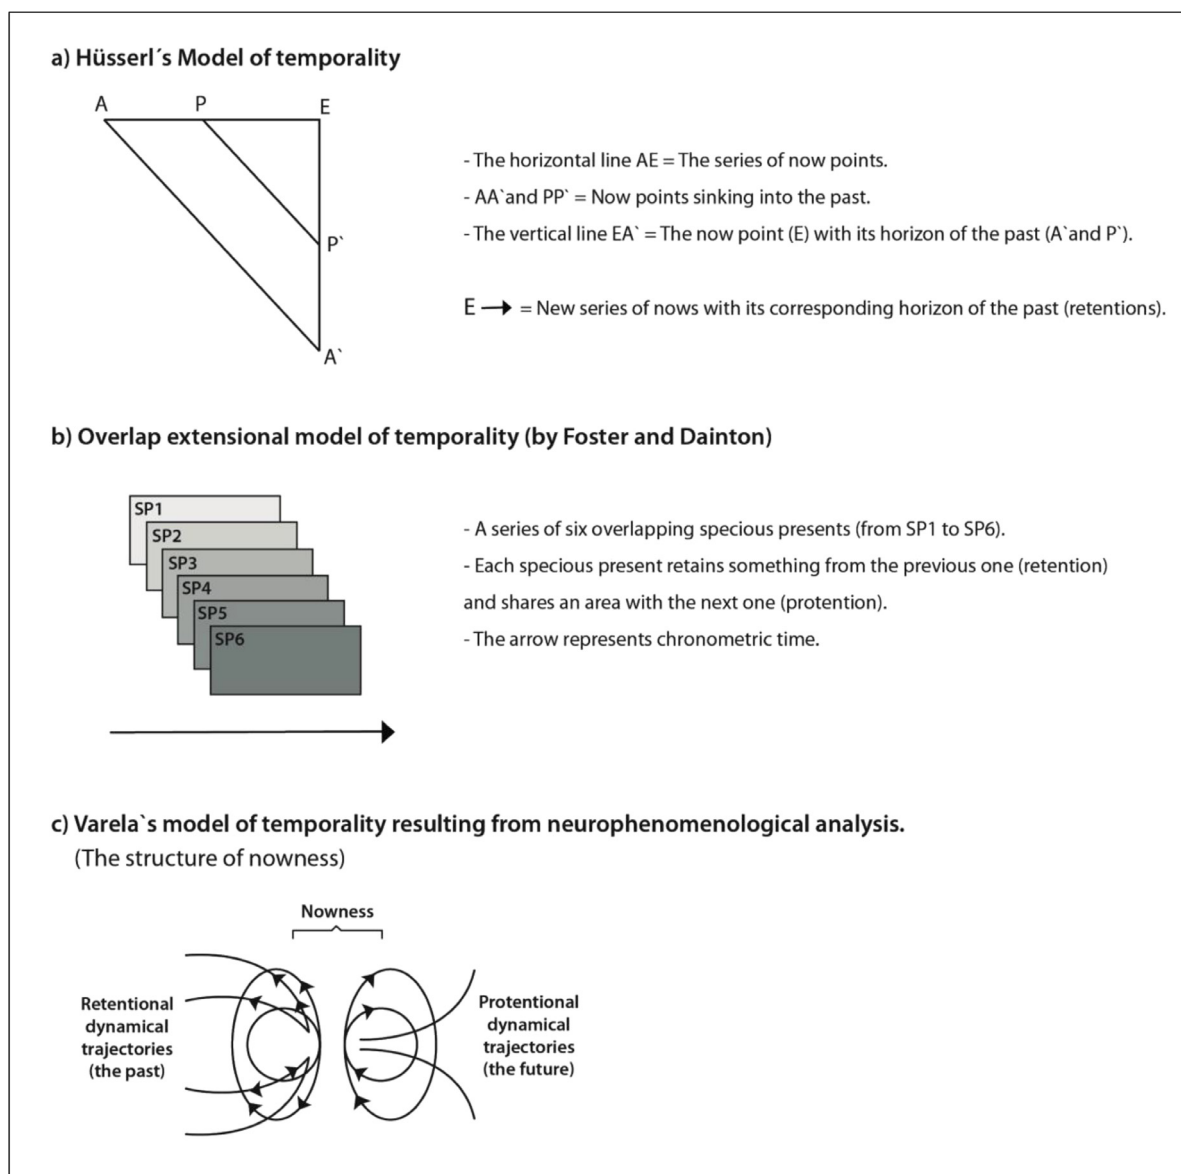 a) Hüsserl´s Model of temporality
A
P
E
P`
A`
- The horizontal line AE = The series of now points.
- AA`and PP` = Now points sinking into the past.
- The vertical line EA` = The now point (E) with its horizon of the past (A`and P`).
E → = New series of nows with its corresponding horizon of the past (retentions).
b) Overlap extensional model of temporality (by Foster and Dainton)
SP1
SP2
SP3
SP4
SP5
SP6
- A series of six overlapping specious presents (from SP1 to SP6).
- Each specious present retains something from the previous one (retention)
and shares an area with the next one (protention).
- The arrow represents chronometric time.
c) Varela`s model of temporality resulting from neurophenomenological analysis.
(The structure of nowness)
Nowness
Retentional
dynamical
trajectories
(the past)
Protentional
dynamical
trajectories
(the future)